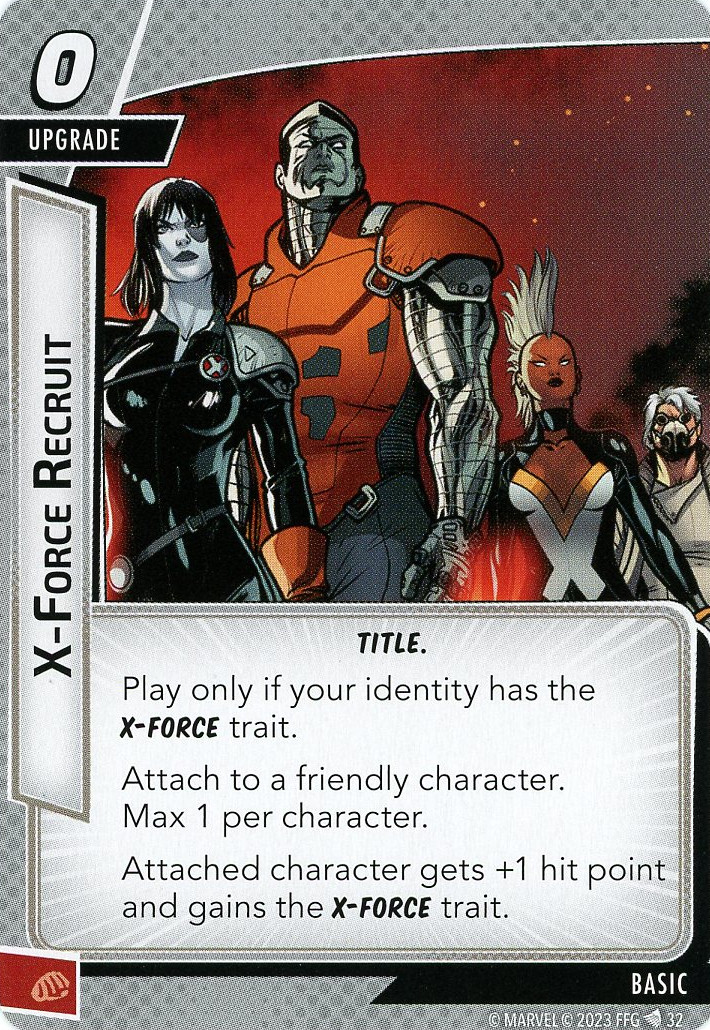 0
UPGRADE
X-FORCE RECRUIT
TITLE.
Play only if your identity has the
X-FORCE trait.
Attach to a friendly character.
Max 1 per character.
Attached character gets +1 hit point
and gains the X-FORCE trait.
BASIC
© MARVEL © 2023 FFG 32